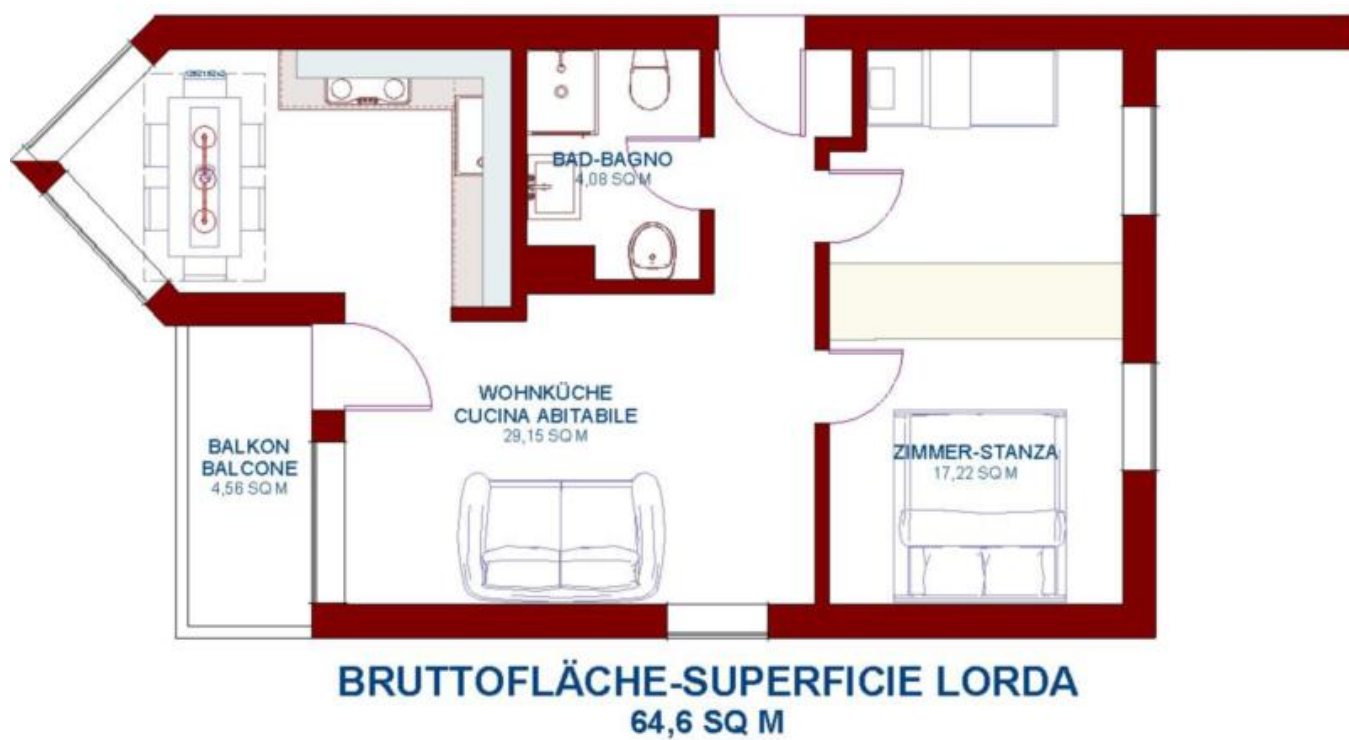 BAD-BAGNO
4,08 SQ M
WOHNKÜCHE
CUCINA ABITABILE
29,15 SQ M
BALKON
BALCONE
4,56 SQ M
ZIMMER-STANZA
17,22 SQ M
BRUTTOFLÄCHE-SUPERFICIE LORDA
64,6 SQ M